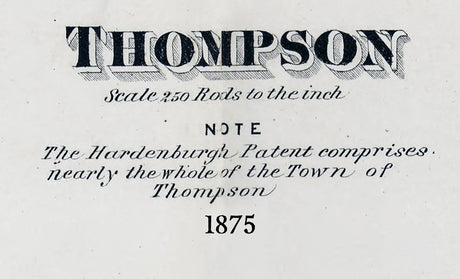 THOMPSON
Scale 250 Rods to the inch
NOTE
The Hardenburgh Patent comprises
nearly the whole of the Town of
Thompson
1875